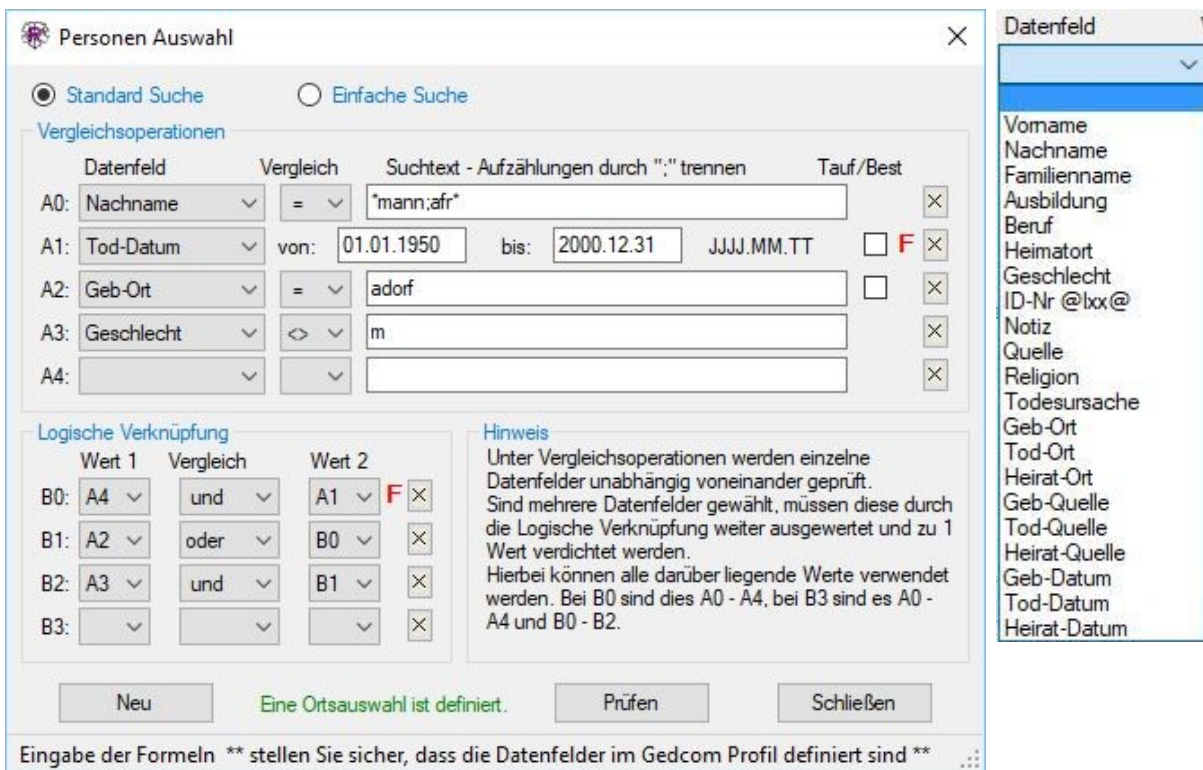 Personen Auswahl
Standard Suche Einfache Suche
Vergleichsoperationen
Datenfeld Vergleich Suchtext - Aufzählungen durch ";" trennen Tauf/Best
A0: Nachname = *mann;afr*
A1: Tod-Datum von: 01.01.1950 bis: 2000.12.31 JJJJ.MM.TT F
A2: Geb-Ort = adorf
A3: Geschlecht <> m
A4:
Logische Verknüpfung
Wert 1 Vergleich Wert 2
B0: A4 und A1 F
B1: A2 oder B0
B2: A3 und B1
B3:
Hinweis
Unter Vergleichsoperationen werden einzelne
Datenfelder unabhängig voneinander geprüft.
Sind mehrere Datenfelder gewählt, müssen diese durch
die Logische Verknüpfung weiter ausgewertet und zu 1
Wert verdichtet werden.
Hierbei können alle darüber liegende Werte verwendet
werden. Bei B0 sind dies A0 - A4, bei B3 sind es A0 -
A4 und B0 - B2.
Neu Eine Ortsauswahl ist definiert. Prüfen Schließen
Eingabe der Formeln ** stellen Sie sicher, dass die Datenfelder im Gedcom Profil definiert sind **
Datenfeld
Vorname
Nachname
Familienname
Ausbildung
Beruf
Heimatort
Geschlecht
ID-Nr @Ixx@
Notiz
Quelle
Religion
Todesursache
Geb-Ort
Tod-Ort
Heirat-Ort
Geb-Quelle
Tod-Quelle
Heirat-Quelle
Geb-Datum
Tod-Datum
Heirat-Datum